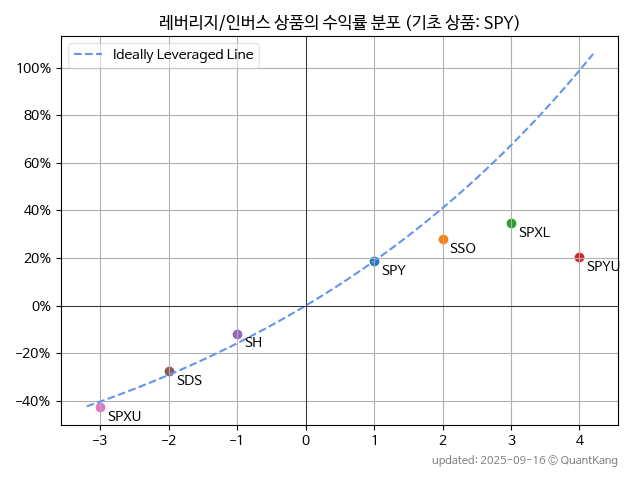 레버리지/인버스 상품의 수익률 분포 (기초 상품: SPY)
Ideally Leveraged Line
100%
80%
60%
40%
20%
0%
−20%
−40%
SPXL
SSO
SPY
SPYU
SH
SDS
SPXU
−3 −2 −1 0 1 2 3 4
updated: 2025-09-16 © QuantKang